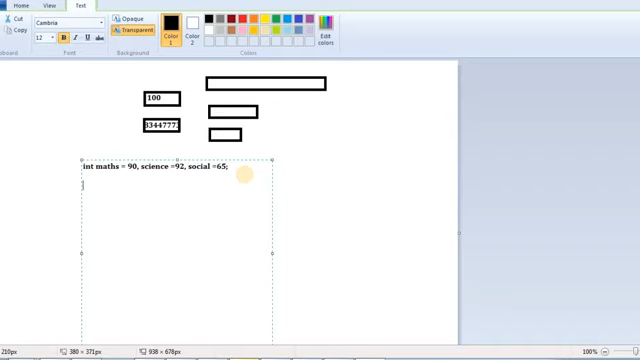 Home
View
Text
Cut
Opaque
Cambria
Copy
Transparent
12
B
I
U
abc
Color 1
Color 2
Edit colors
Font
Background
Colors
100
33447773
int maths = 90, science =92, social =65;
210px
380 × 371px
938 × 678px
100%